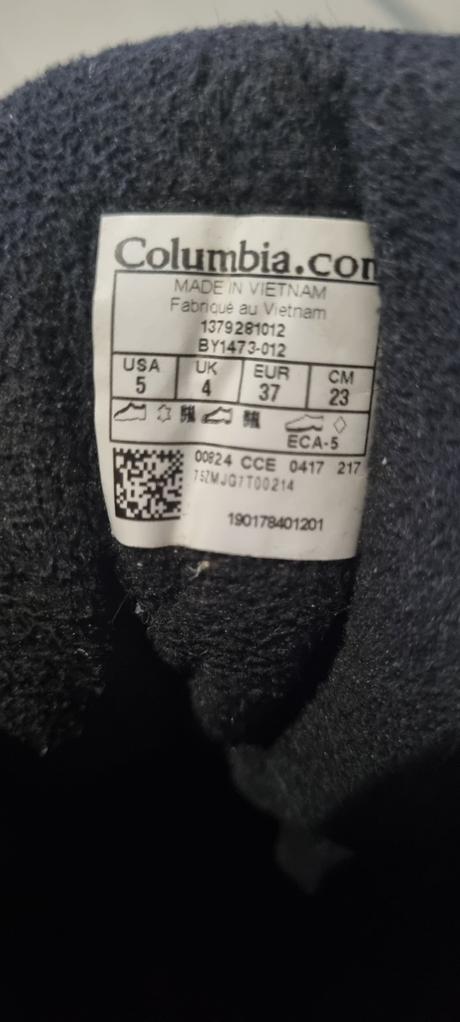 Columbia.com
MADE IN VIETNAM
Fabriqué au Vietnam
1379281012
BY1473-012
USA UK EUR CM
5 4 37 23
ECA-5
00824 CCE 0417 217
75ZMJG7T00214
190178401201